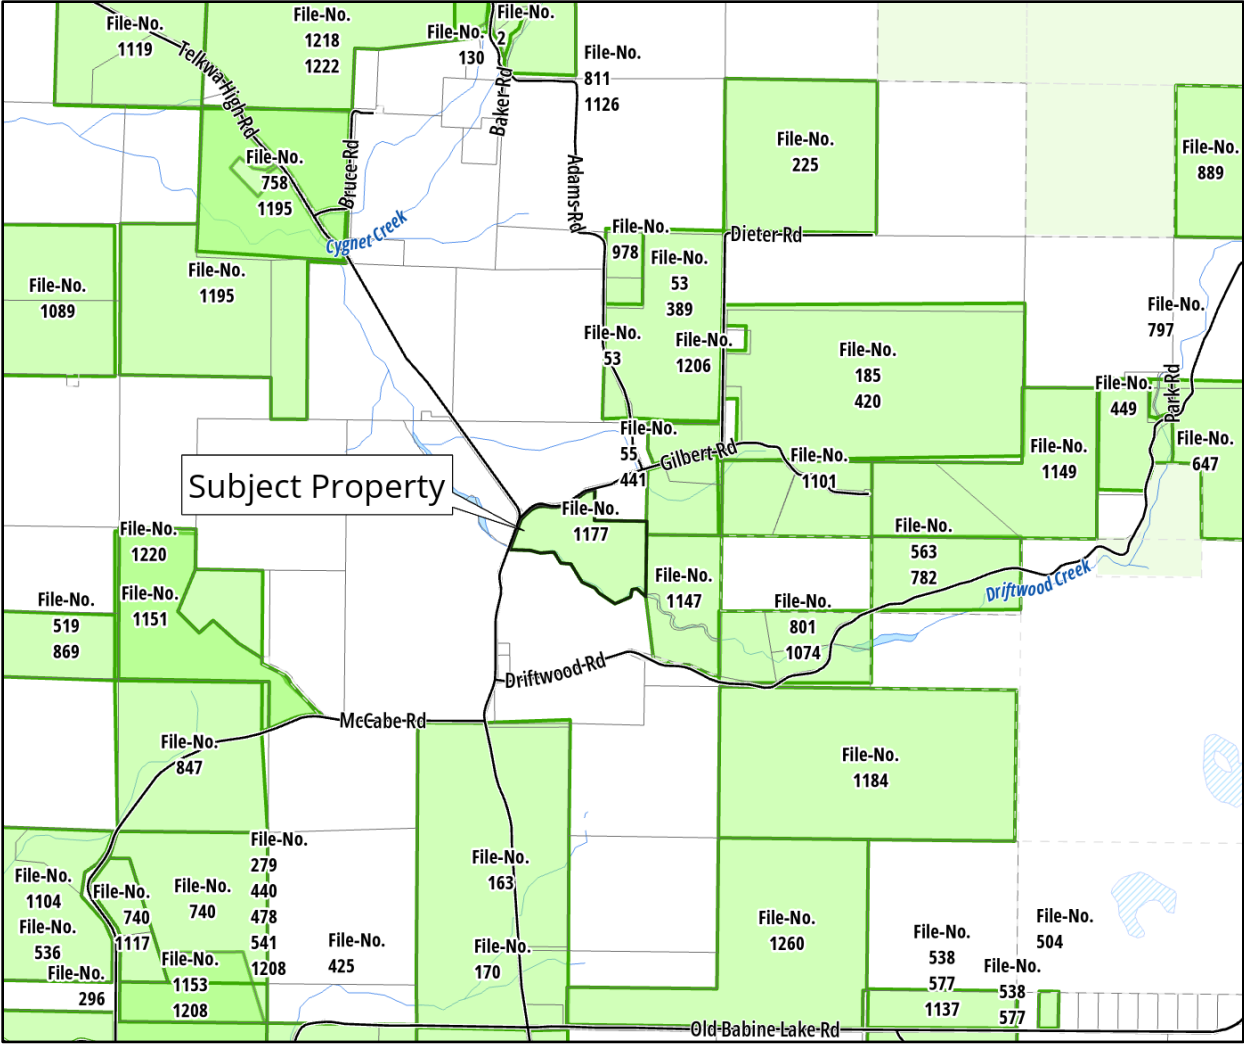 File-No.
1119
File-No.
1218
1222
File-No.
130
File-No.
2
File-No.
811
1126
Telkwa-High-Rd
Baker-Rd
Bruce-Rd
Adams-Rd
File-No.
758
1195
File-No.
225
File-No.
889
Cygnet Creek
File-No.
1089
File-No.
1195
File-No.
978
File-No.
53
389
Dieter-Rd
File-No.
53
File-No.
1206
File-No.
185
420
File-No.
797
Park-Rd
File-No.
449
File-No.
647
File-No.
1149
File-No.
55
441
Gilbert-Rd
File-No.
1101
Subject Property
File-No.
1177
File-No.
1220
File-No.
1151
File-No.
519
869
File-No.
1147
File-No.
563
782
Driftwood Creek
File-No.
801
1074
Driftwood-Rd
McCabe-Rd
File-No.
847
File-No.
1184
File-No.
279
440
478
541
1208
File-No.
163
File-No.
1104
File-No.
740
1117
File-No.
740
File-No.
536
File-No.
296
File-No.
1153
1208
File-No.
425
File-No.
170
File-No.
1260
File-No.
538
577
1137
File-No.
538
577
File-No.
504
Old-Babine-Lake-Rd